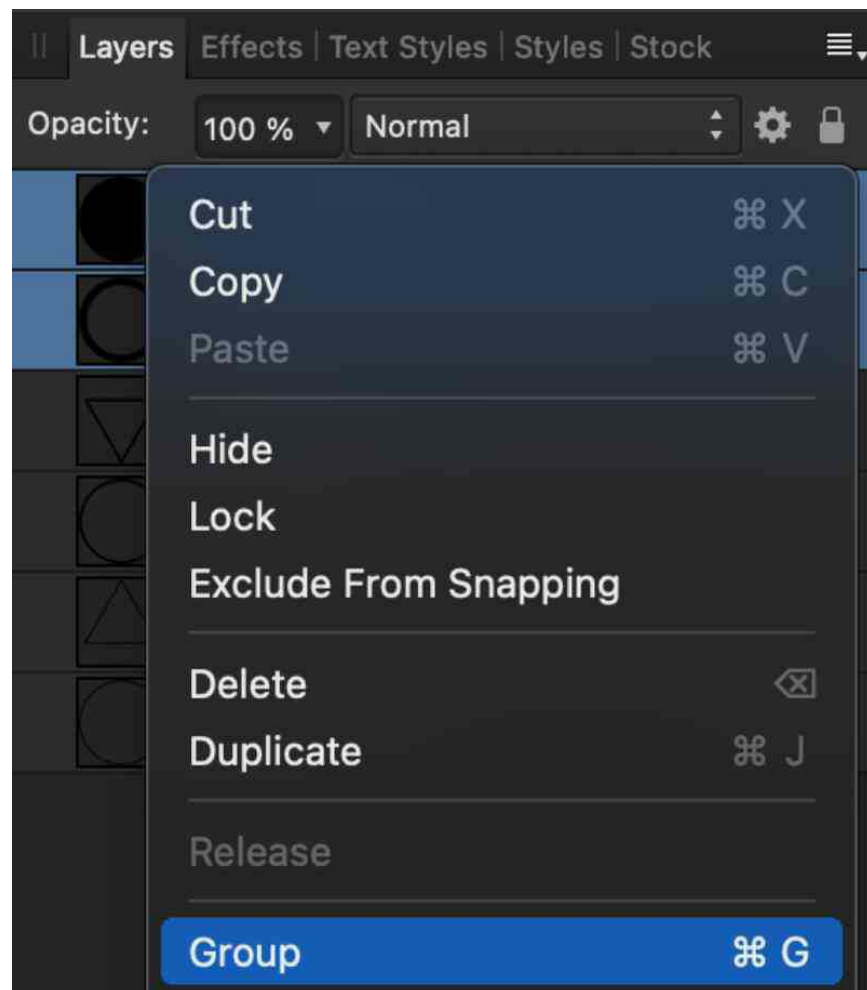 Layers Effects | Text Styles | Styles | Stock
Opacity: 100 % Normal
Cut ⌘ X
Copy ⌘ C
Paste ⌘ V
Hide
Lock
Exclude From Snapping
Delete ⌫
Duplicate ⌘ J
Release
Group ⌘ G